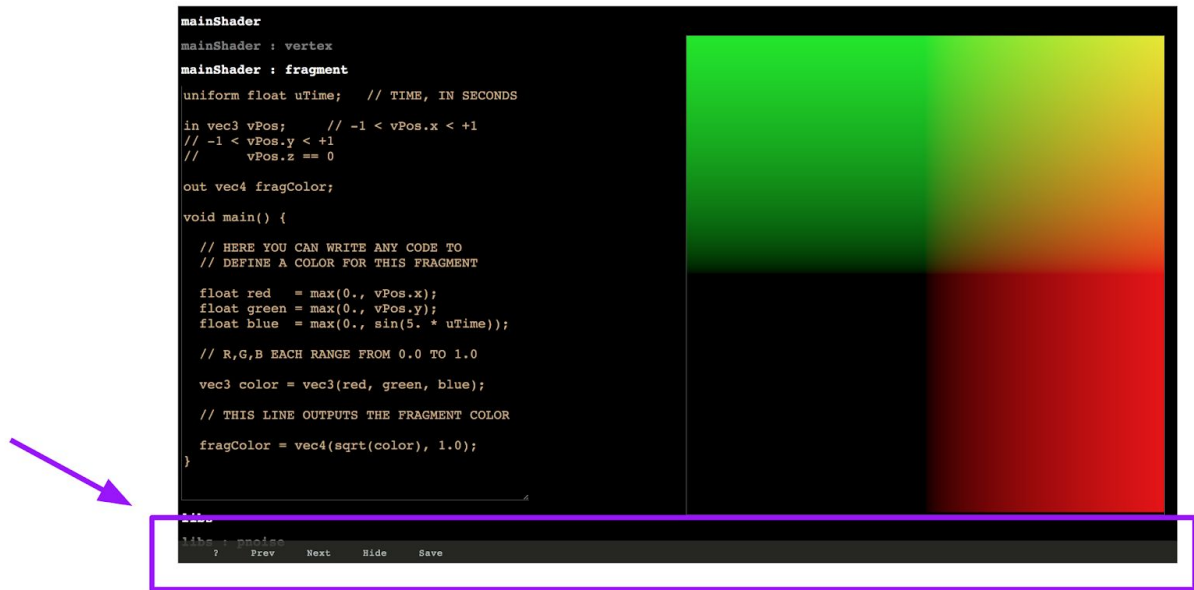 mainShader
mainShader : vertex
mainShader : fragment
uniform float uTime;   // TIME, IN SECONDS
in vec3 vPos;     // -1 < vPos.x < +1
// -1 < vPos.y < +1
//      vPos.z == 0
out vec4 fragColor;
void main() {
  // HERE YOU CAN WRITE ANY CODE TO
  // DEFINE A COLOR FOR THIS FRAGMENT
  float red   = max(0., vPos.x);
  float green = max(0., vPos.y);
  float blue  = max(0., sin(5. * uTime));
  // R,G,B EACH RANGE FROM 0.0 TO 1.0
  vec3 color = vec3(red, green, blue);
  // THIS LINE OUTPUTS THE FRAGMENT COLOR
  fragColor = vec4(sqrt(color), 1.0);
}
libs
libs : pnoise
? Prev Next Hide Save